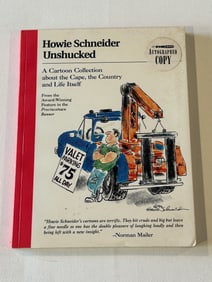 Howie Schneider
Unshucked
AUTOGRAPHED
COPY
A Cartoon Collection
about the Cape, the Country
and Life Itself
From the
Award-Winning
Feature in the
Provincetown
Banner
VALET
PARKING
$75
ALL DAY
"Howie Schneider's cartoons are terrific. They bit crude and big but leave
a fine needle so one has the double pleasure of laughing loudly and then
being left with a new insight."
—Norman Mailer